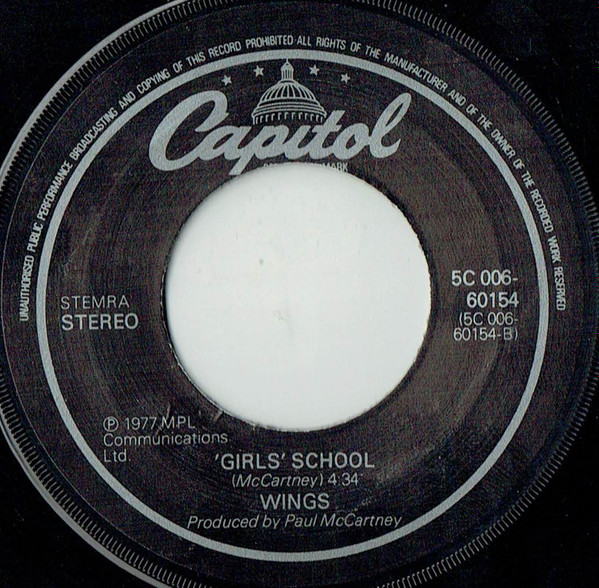 UNAUTHORISED PUBLIC PERFORMANCE BROADCASTING AND COPYING OF THIS RECORD PROHIBITED ALL RIGHTS OF THE MANUFACTURER AND OF THE OWNER OF THE RECORDED WORK RESERVED
Capitol
MARK
STEMRA
STEREO
5C 006-
60154
(5C 006-
60154-B)
℗ 1977 MPL
Communications
Ltd.
'GIRLS' SCHOOL
(McCartney) 4:34
WINGS
Produced by Paul McCartney